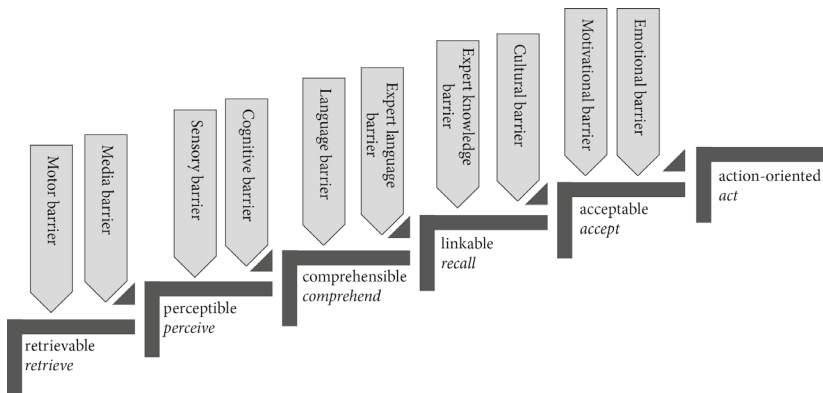 Motor barrier
Media barrier
Sensory barrier
Cognitive barrier
Language barrier
Expert language
barrier
Expert knowledge
barrier
Cultural barrier
Motivational barrier
Emotional barrier
retrievable
retrieve
perceptible
perceive
comprehensible
comprehend
linkable
recall
acceptable
accept
action-oriented
act